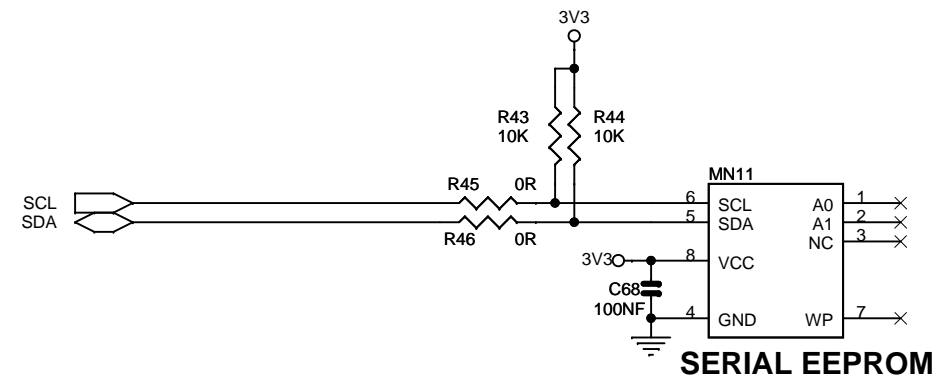 3V3
R43
10K
R44
10K
MN11
R45 0R
SCL
SDA
R46 0R
6
5
8
4
SCL
SDA
VCC
GND
A0
A1
NC
WP
1
2
3
7
3V3
C68
100NF
SERIAL EEPROM